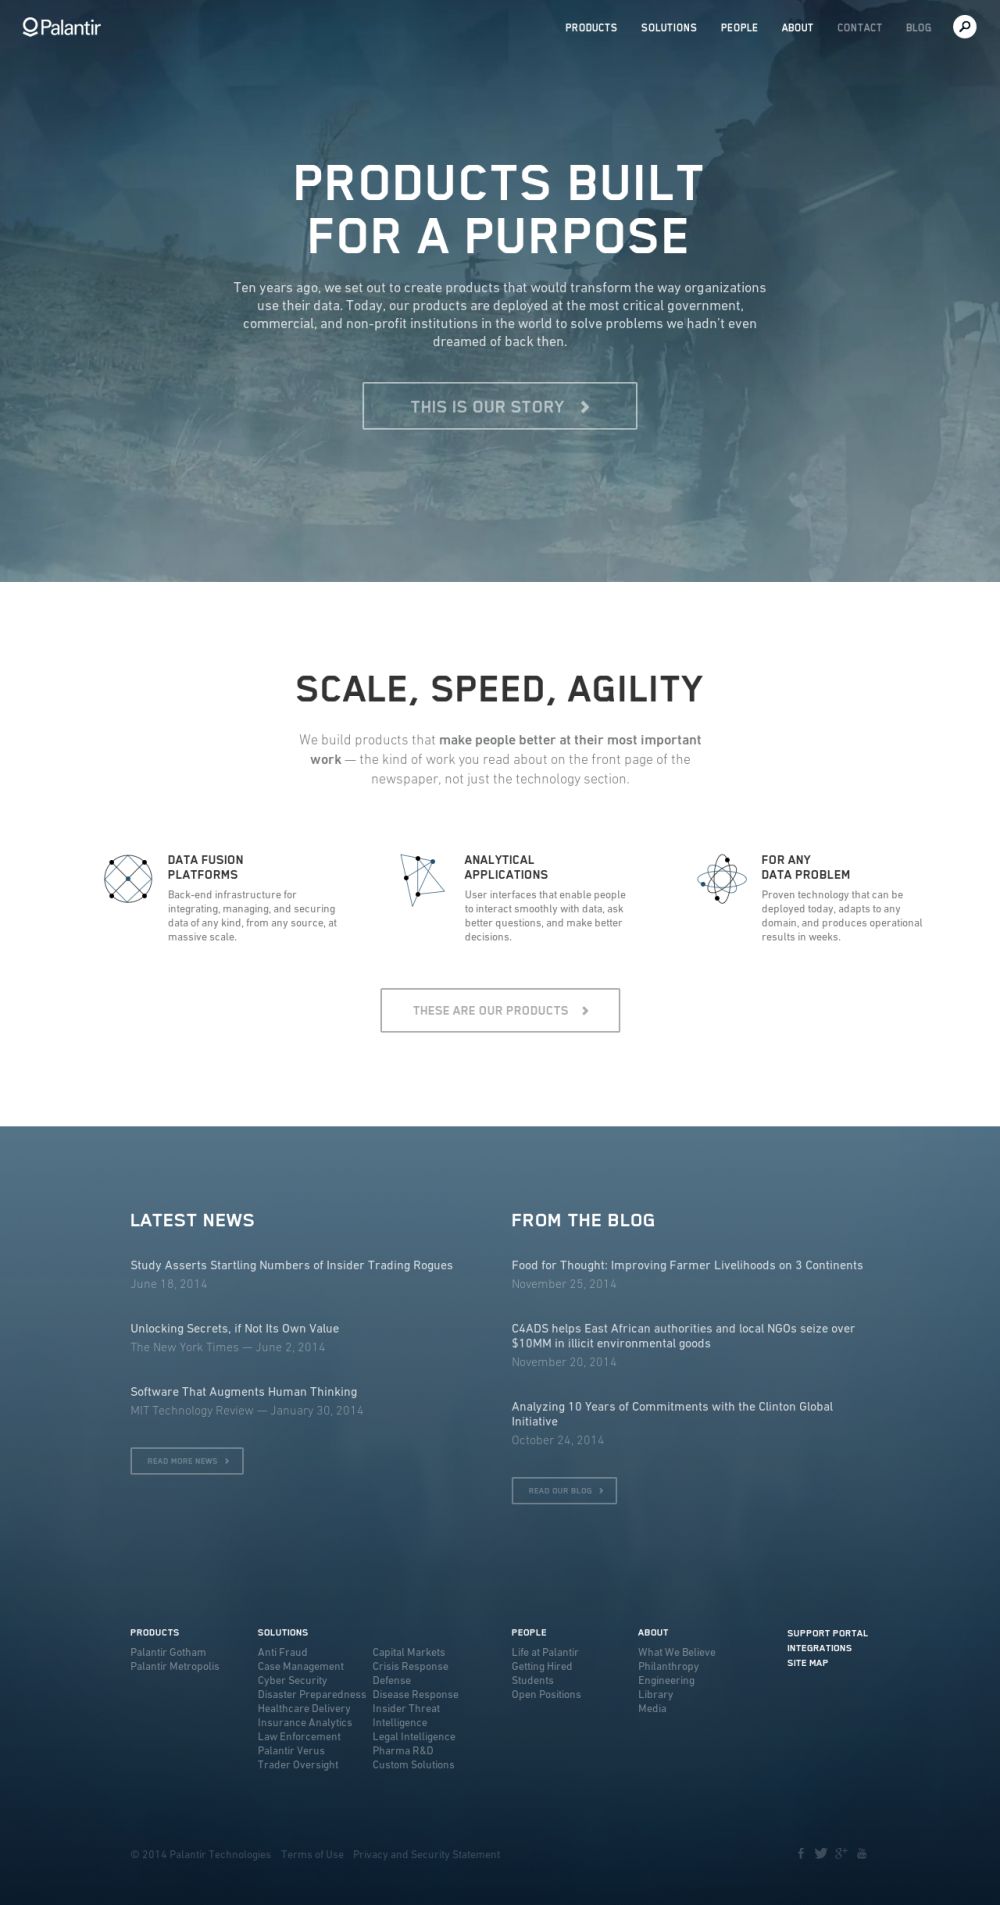 Palantir
PRODUCTS
SOLUTIONS
PEOPLE
ABOUT
CONTACT
BLOG
PRODUCTS BUILT
FOR A PURPOSE
Ten years ago, we set out to create products that would transform the way organizations
use their data. Today, our products are deployed at the most critical government,
commercial, and non-profit institutions in the world to solve problems we hadn't even
dreamed of back then.
THIS IS OUR STORY
SCALE, SPEED, AGILITY
We build products that make people better at their most important
work — the kind of work you read about on the front page of the
newspaper, not just the technology section.
DATA FUSION
PLATFORMS
Back-end infrastructure for
integrating, managing, and securing
data of any kind, from any source, at
massive scale.
ANALYTICAL
APPLICATIONS
User interfaces that enable people
to interact smoothly with data, ask
better questions, and make better
decisions.
FOR ANY
DATA PROBLEM
Proven technology that can be
deployed today, adapts to any
domain, and produces operational
results in weeks.
THESE ARE OUR PRODUCTS
LATEST NEWS
Study Asserts Startling Numbers of Insider Trading Rogues
June 18, 2014
Unlocking Secrets, if Not Its Own Value
The New York Times — June 2, 2014
Software That Augments Human Thinking
MIT Technology Review — January 30, 2014
READ MORE NEWS
FROM THE BLOG
Food for Thought: Improving Farmer Livelihoods on 3 Continents
November 25, 2014
C4ADS helps East African authorities and local NGOs seize over
$10MM in illicit environmental goods
November 20, 2014
Analyzing 10 Years of Commitments with the Clinton Global
Initiative
October 24, 2014
READ OUR BLOG
PRODUCTS
Palantir Gotham
Palantir Metropolis
SOLUTIONS
Anti Fraud
Case Management
Cyber Security
Disaster Preparedness
Healthcare Delivery
Insurance Analytics
Law Enforcement
Palantir Verus
Trader Oversight
Capital Markets
Crisis Response
Defense
Disease Response
Insider Threat
Intelligence
Legal Intelligence
Pharma R&D
Custom Solutions
PEOPLE
Life at Palantir
Getting Hired
Students
Open Positions
ABOUT
What We Believe
Philanthropy
Engineering
Library
Media
SUPPORT PORTAL
INTEGRATIONS
SITE MAP
© 2014 Palantir Technologies
Terms of Use
Privacy and Security Statement